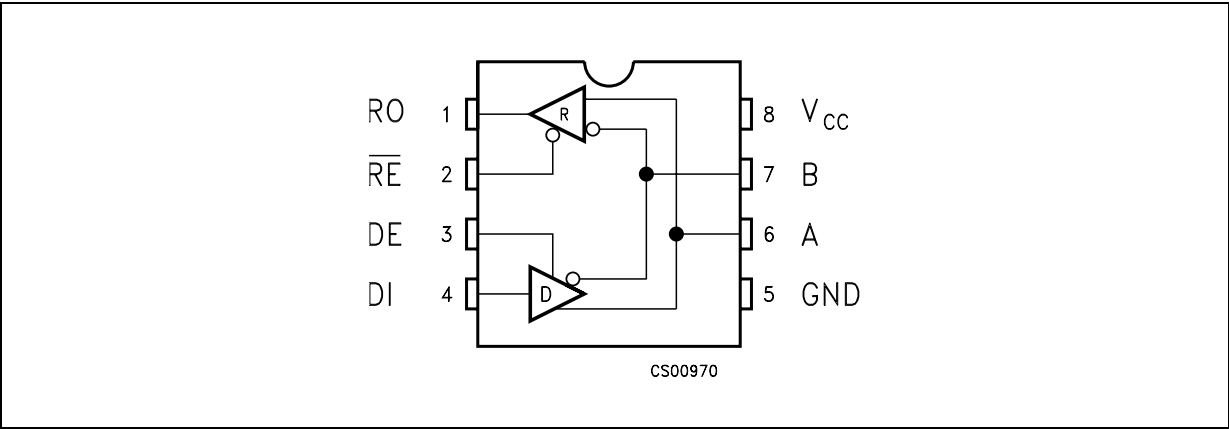 RO 1 R 8 VCC
RE 2 7 B
DE 3 6 A
DI 4 D 5 GND
CS00970